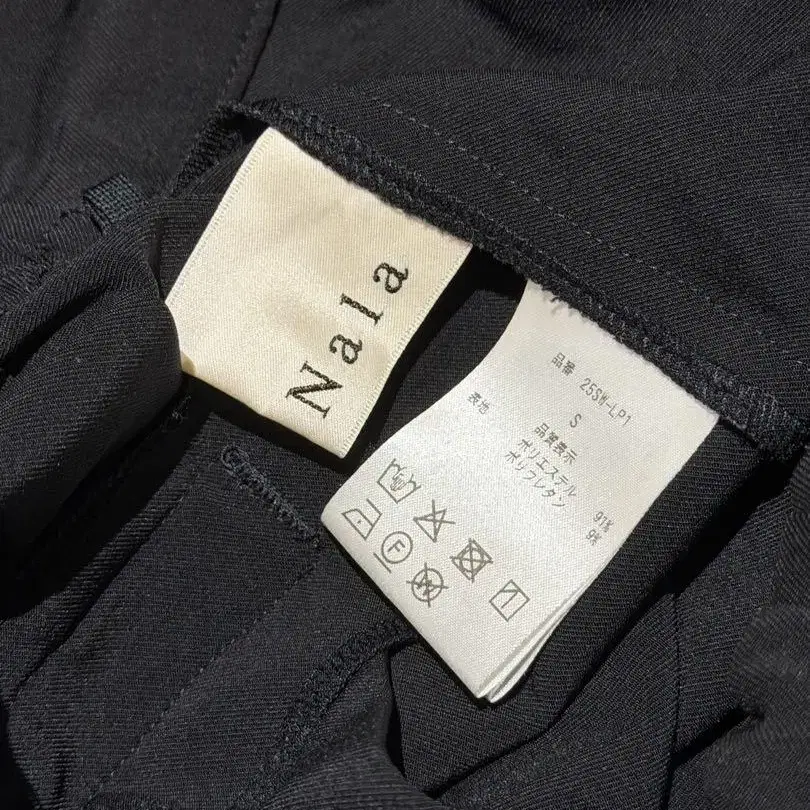 Nala
品番 25SW-LP1
S
品質表示
表地
ポリエステル 91%
ポリウレタン 9%
F
W